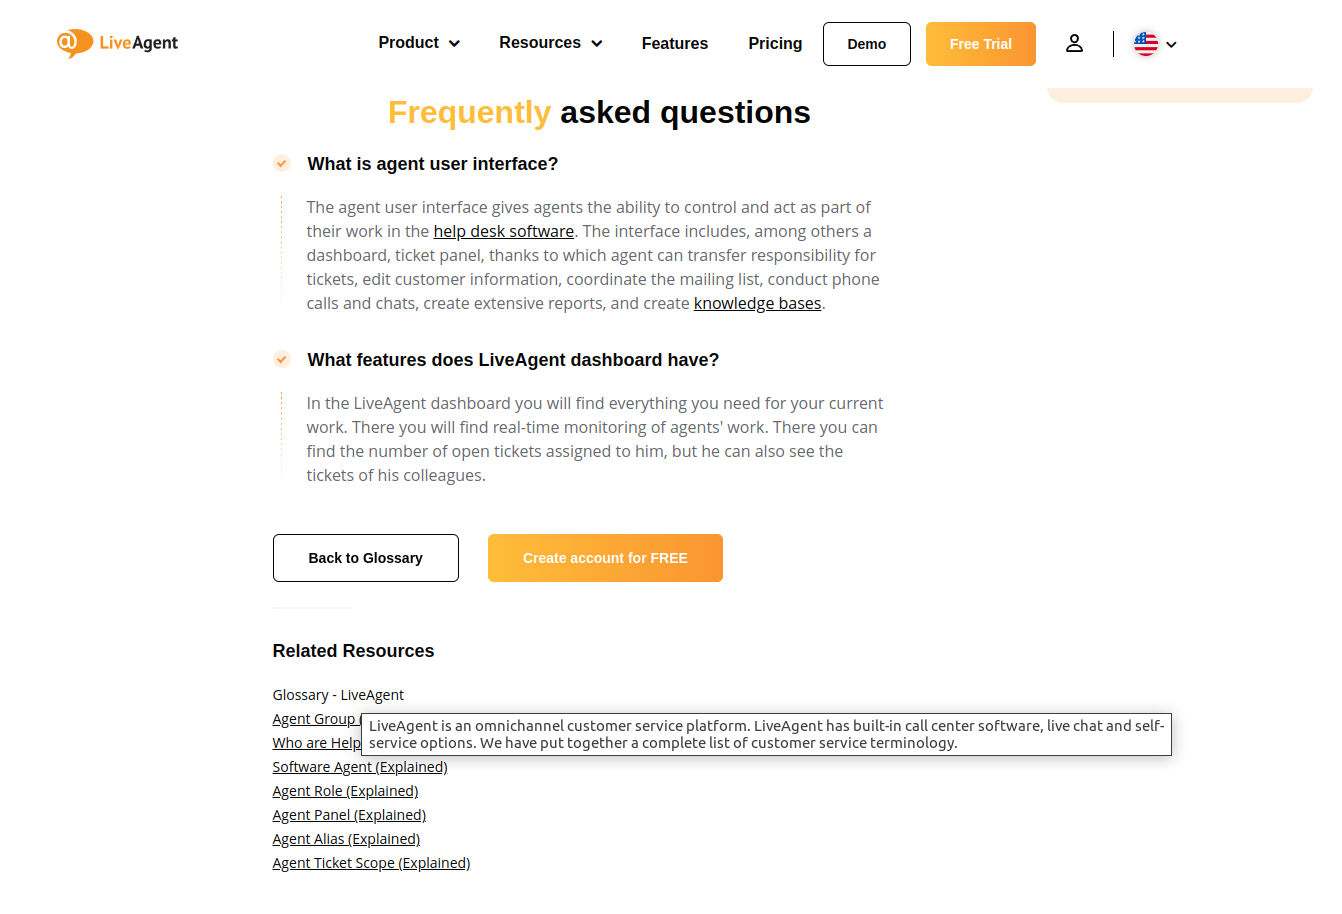 LiveAgent
Product
Resources
Features
Pricing
Demo
Free Trial
Frequently asked questions
What is agent user interface?
The agent user interface gives agents the ability to control and act as part of
their work in the help desk software. The interface includes, among others a
dashboard, ticket panel, thanks to which agent can transfer responsibility for
tickets, edit customer information, coordinate the mailing list, conduct phone
calls and chats, create extensive reports, and create knowledge bases.
What features does LiveAgent dashboard have?
In the LiveAgent dashboard you will find everything you need for your current
work. There you will find real-time monitoring of agents' work. There you can
find the number of open tickets assigned to him, but he can also see the
tickets of his colleagues.
Back to Glossary
Create account for FREE
Related Resources
Glossary - LiveAgent
Agent Group
Who are Help
LiveAgent is an omnichannel customer service platform. LiveAgent has built-in call center software, live chat and self-
service options. We have put together a complete list of customer service terminology.
Software Agent (Explained)
Agent Role (Explained)
Agent Panel (Explained)
Agent Alias (Explained)
Agent Ticket Scope (Explained)